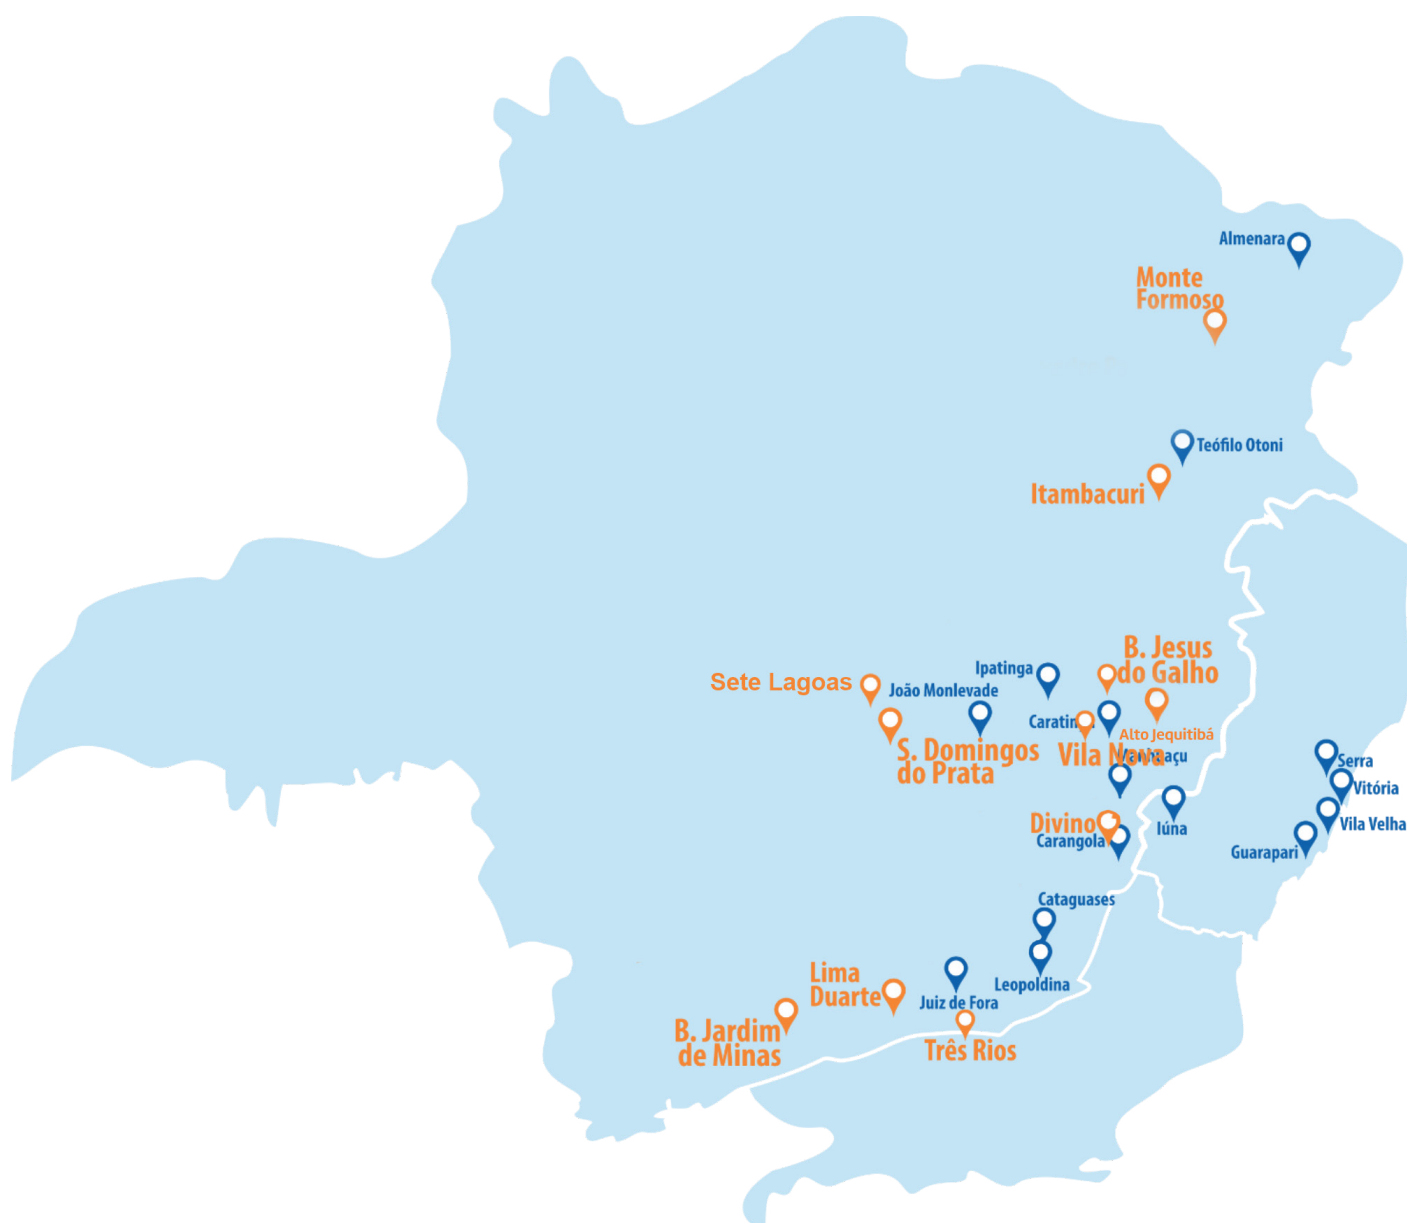 Almenara
Monte
Formoso
Teófilo Otoni
Itambacuri
B. Jesus
do Galho
Ipatinga
Sete Lagoas
João Monlevade
Alto Jequitibá
S. Domingos
do Prata
Vila Nova
Serra
Vitória
Vila Velha
Divino
Iúna
Carangola
Guarapari
Cataguases
Lima
Duarte
Leopoldina
Juiz de Fora
B. Jardim
de Minas
Três Rios